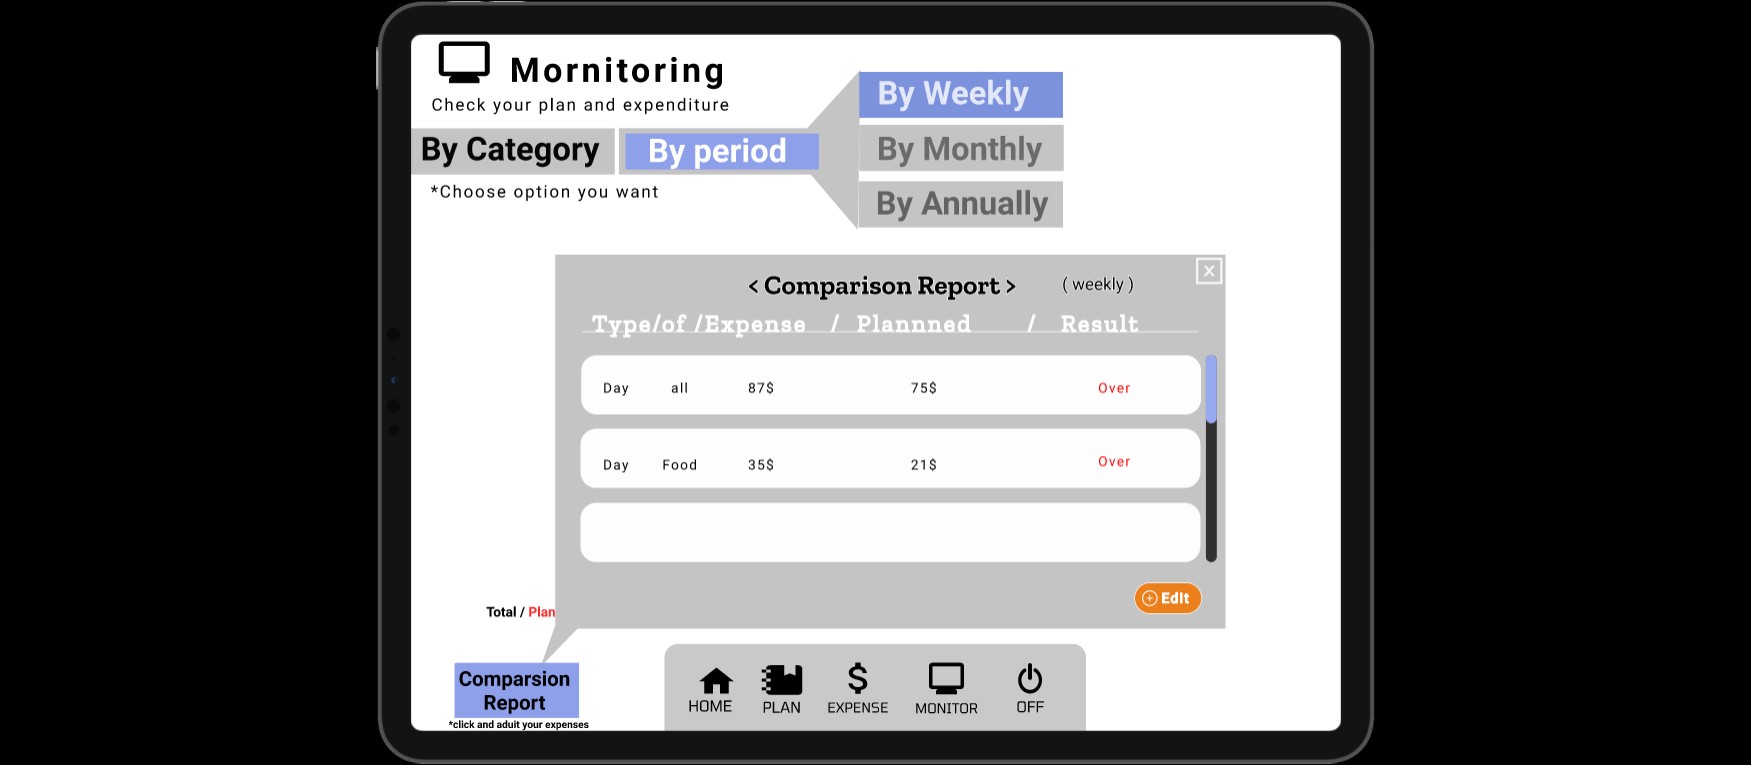 Mornitoring
Check your plan and expenditure
By Category
By period
*Choose option you want
By Weekly
By Monthly
By Annually
< Comparison Report > ( weekly )
X
Type/of /Expense / Plannned / Result
Day all 87$ 75$ Over
Day Food 35$ 21$ Over
Edit
Total / Plan
Comparsion
Report
*click and aduit your expenses
HOME PLAN EXPENSE MONITOR OFF